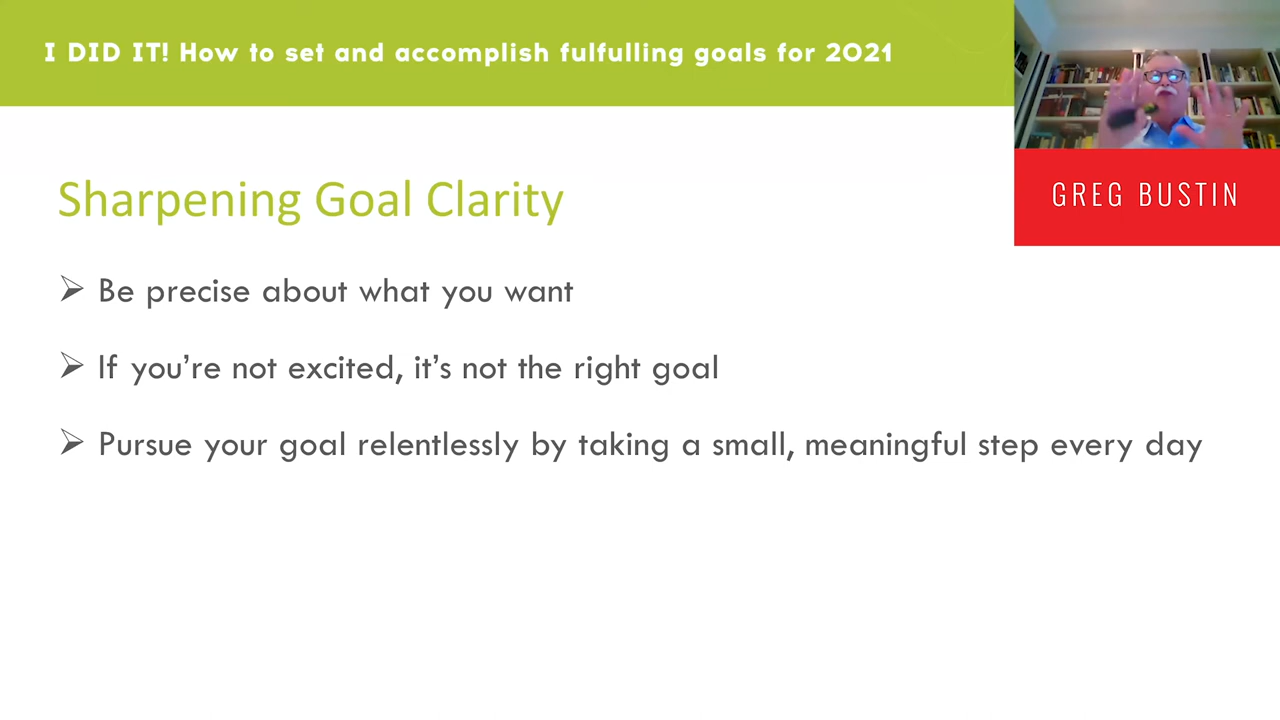 I DID IT! How to set and accomplish fulfulling goals for 2021
GREG BUSTIN
Sharpening Goal Clarity
Be precise about what you want
If you’re not excited, it’s not the right goal
Pursue your goal relentlessly by taking a small, meaningful step every day